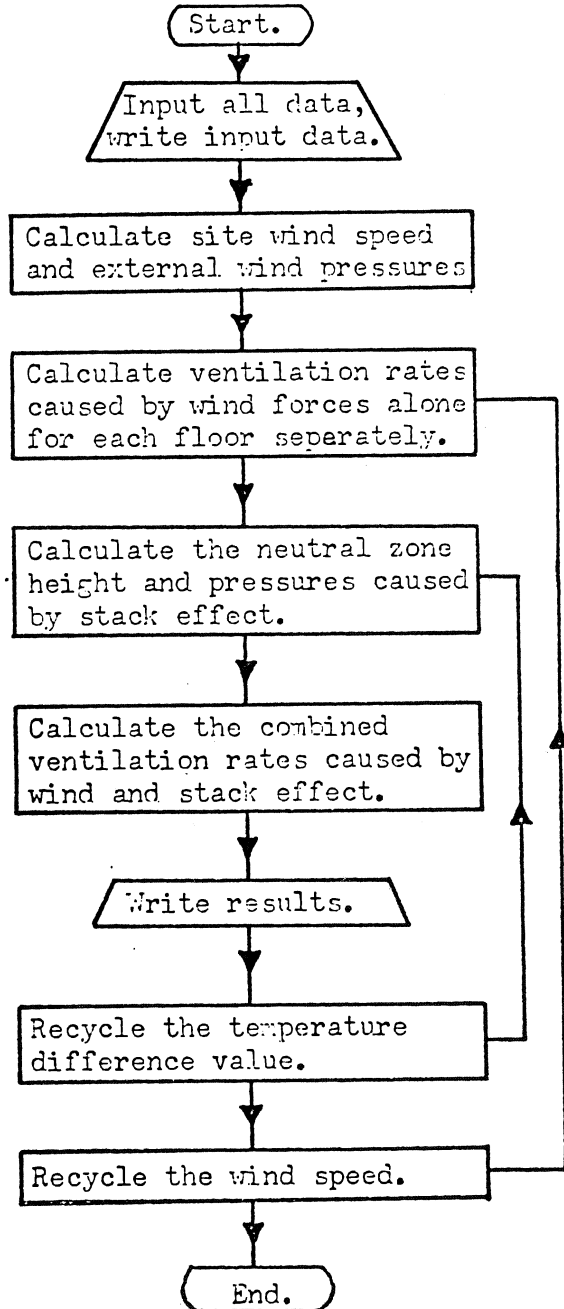 Start.
Input all data,
write input data.
Calculate site wind speed
and external wind pressures
Calculate ventilation rates
caused by wind forces alone
for each floor seperately.
Calculate the neutral zone
height and pressures caused
by stack effect.
Calculate the combined
ventilation rates caused by
wind and stack effect.
Write results.
Recycle the temperature
difference value.
Recycle the wind speed.
End.